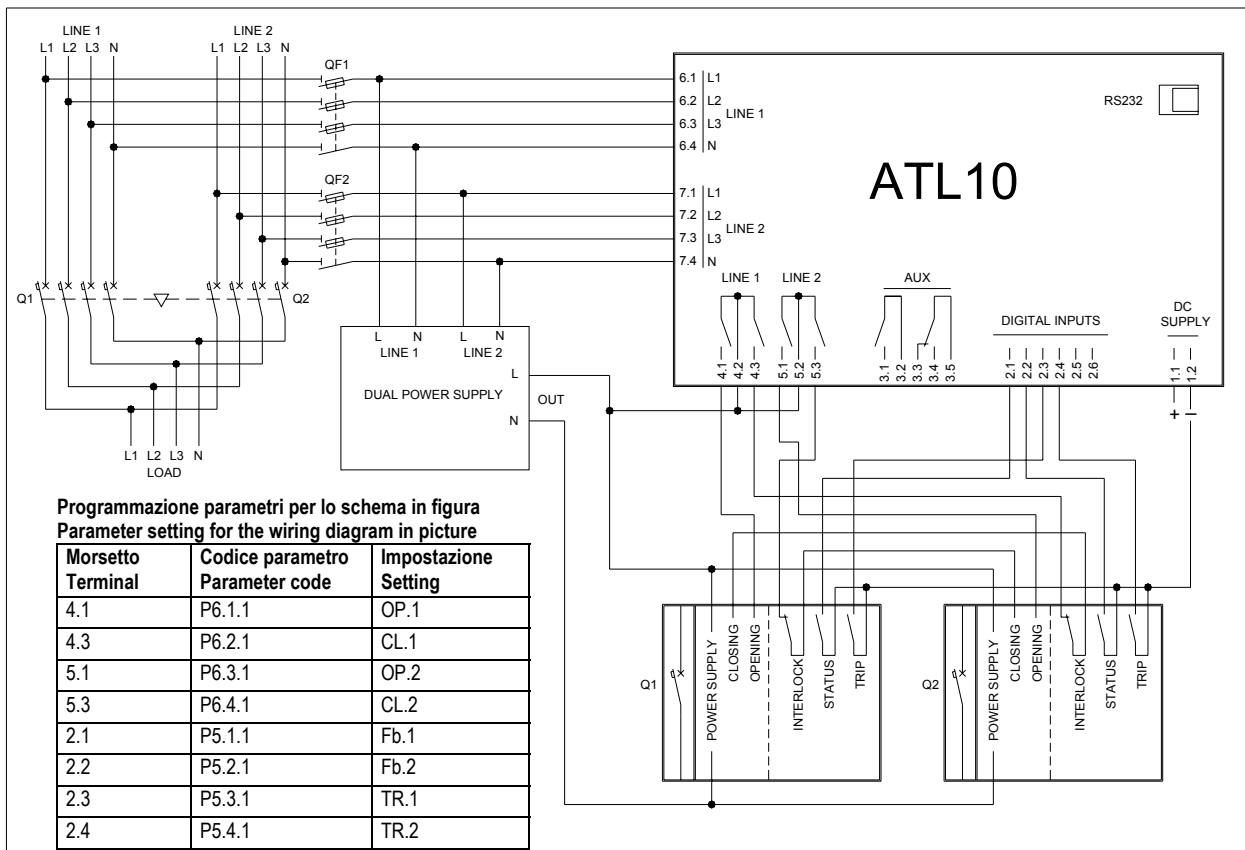 LINE 1
L1 L2 L3 N
LINE 2
L1 L2 L3 N
QF1
6.1 L1
6.2 L2
6.3 L3
6.4 N
LINE 1
RS232
ATL10
QF2
7.1 L1
7.2 L2
7.3 L3
7.4 N
LINE 2
Q1
Q2
LINE 1
LINE 2
AUX
DIGITAL INPUTS
DC
SUPPLY
4.1
4.2
4.3
5.1
5.2
5.3
3.1
3.2
3.3
3.4
3.5
2.1
2.2
2.3
2.4
2.5
2.6
1.1
1.2
+ –
L N L N
LINE 1 LINE 2
L
DUAL POWER SUPPLY
OUT
N
L1 L2 L3 N
LOAD
Programmazione parametri per lo schema in figura
Parameter setting for the wiring diagram in picture
Morsetto Codice parametro Impostazione
Terminal Parameter code Setting
4.1 P6.1.1 OP.1
4.3 P6.2.1 CL.1
5.1 P6.3.1 OP.2
5.3 P6.4.1 CL.2
2.1 P5.1.1 Fb.1
2.2 P5.2.1 Fb.2
2.3 P5.3.1 TR.1
2.4 P5.4.1 TR.2
Q1
POWER SUPPLY
CLOSING
OPENING
INTERLOCK
STATUS
TRIP
Q2
POWER SUPPLY
CLOSING
OPENING
INTERLOCK
STATUS
TRIP